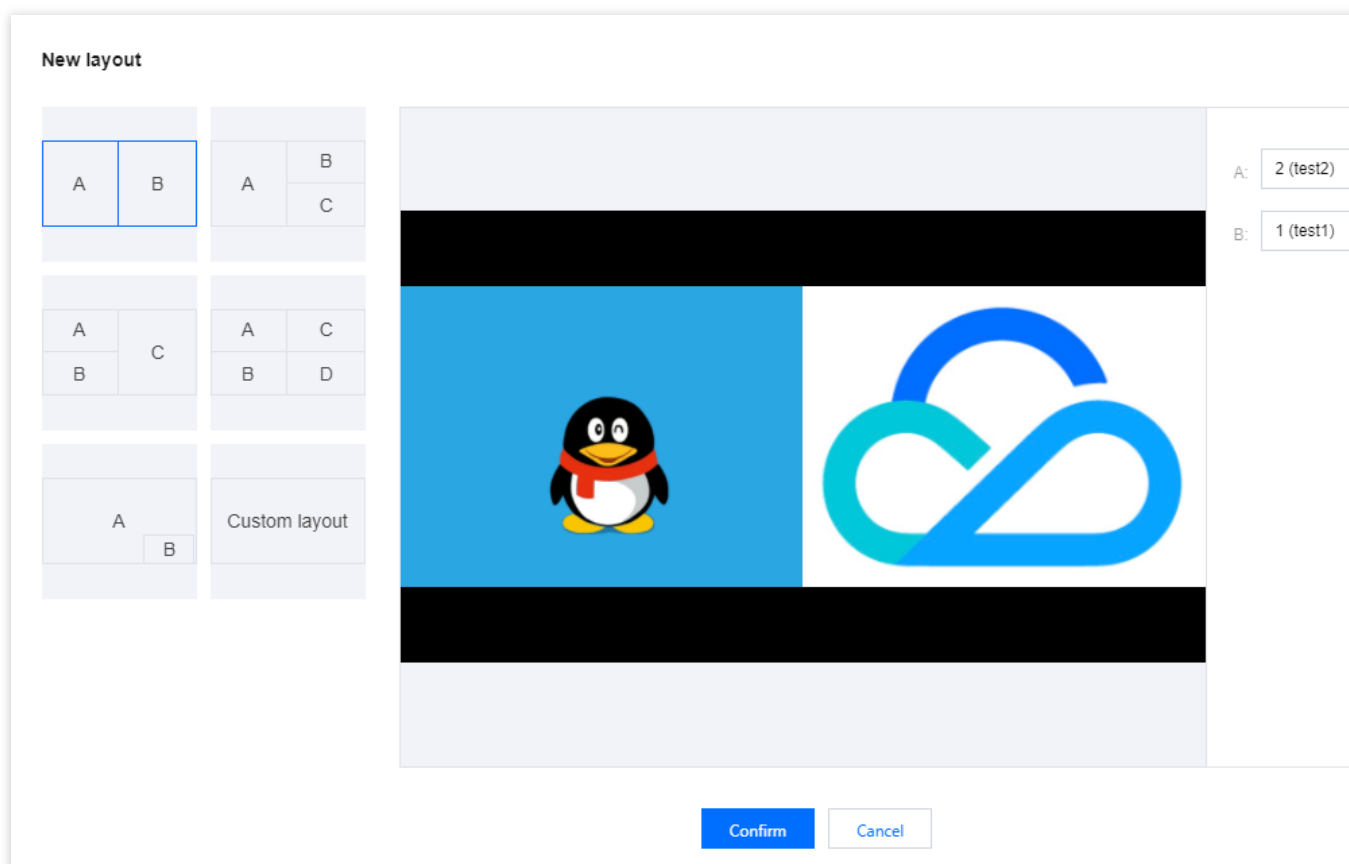 New layout
A B
A
B
C
A
B
C
A C
B D
A
B
Custom layout
A: 2 (test2)
B: 1 (test1)
Confirm Cancel